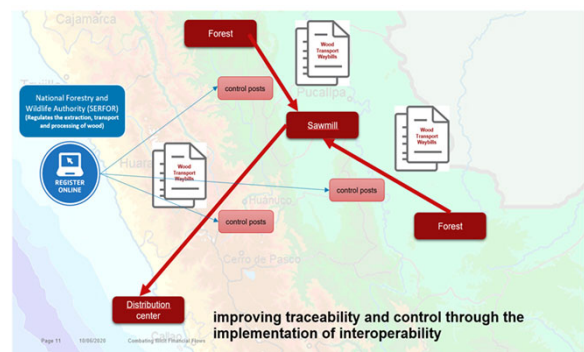 Cajamarca
Forest
Wood
Transport
Waybills
control posts
Pucallpa
National Forestry and
Wildlife Authority (SERFOR)
(Regulates the extraction, transport
and processing of wood)
Sawmill
Wood
Transport
Waybills
REGISTER
ONLINE
Huara
Wood
Transport
Waybills
control posts
Huánuco
control posts
Forest
Cerro de Pasco
Distribution
center
improving traceability and control through the
implementation of interoperability
Callao
Page 11
Combating Illicit Financial Flows